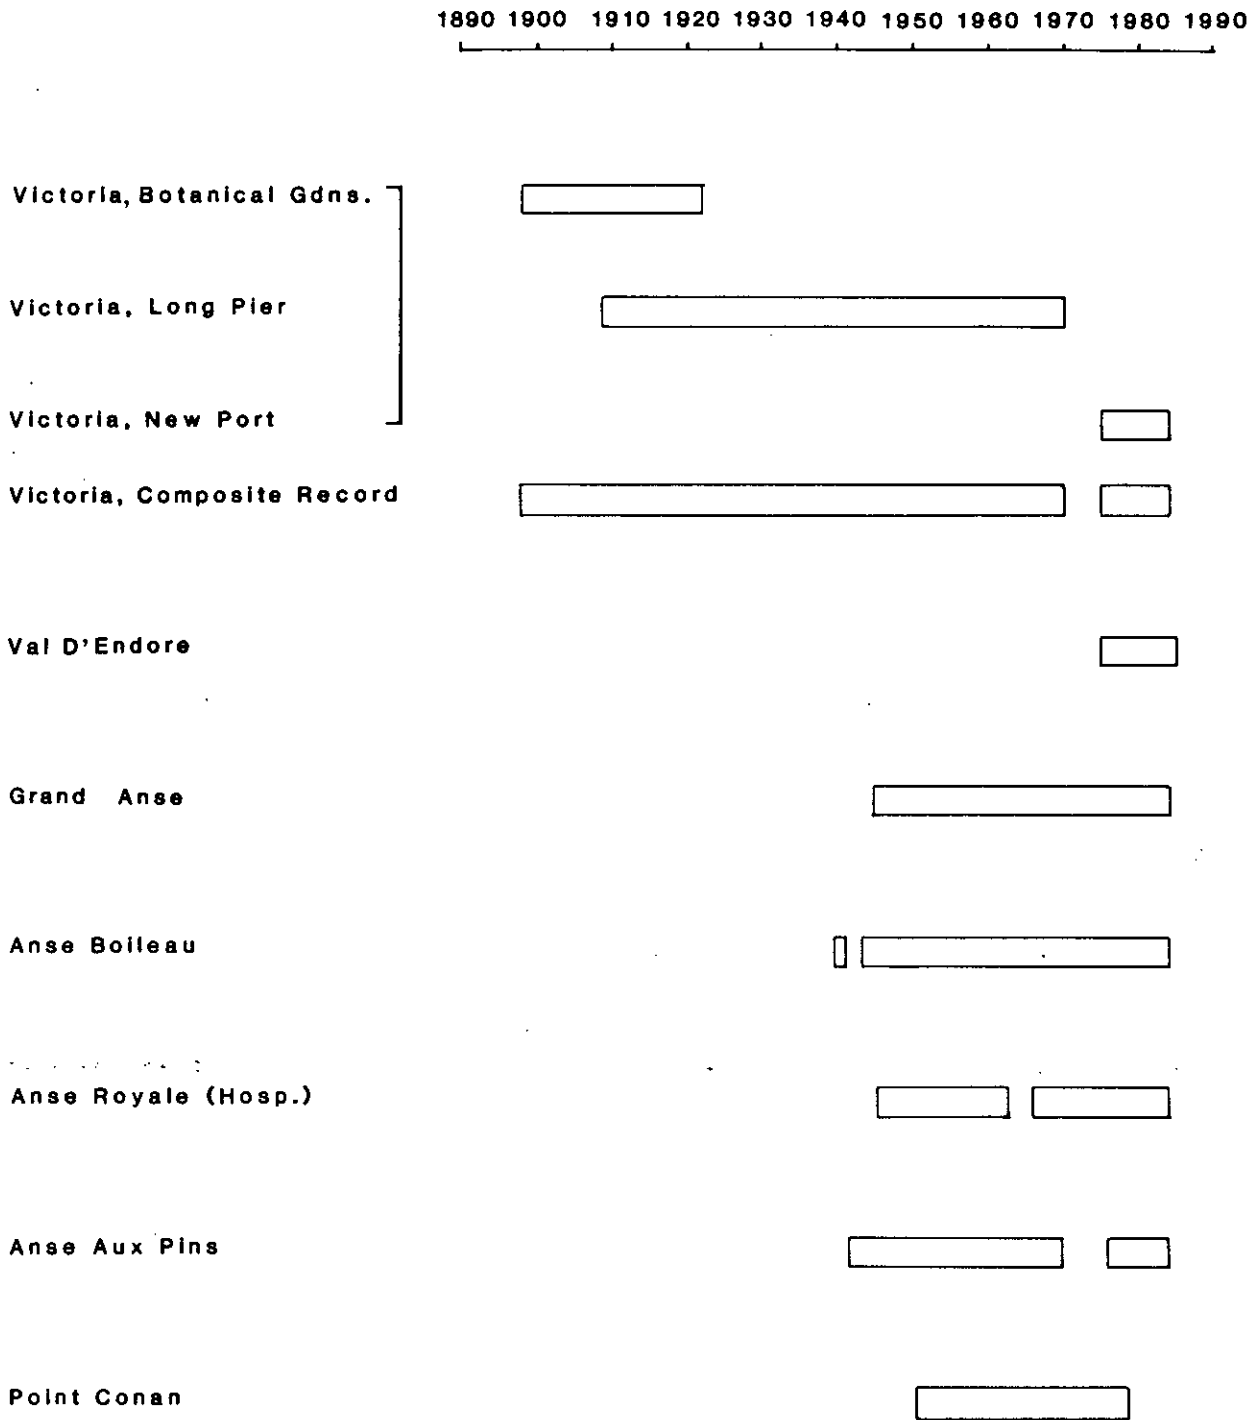 1890 1900 1910 1920 1930 1940 1950 1960 1970 1980 1990
Victoria, Botanical Gdns.
Victoria, Long Pier
Victoria, New Port
Victoria, Composite Record
Val D'Endore
Grand Anse
Anse Boileau
Anse Royale (Hosp.)
Anse Aux Pins
Point Conan